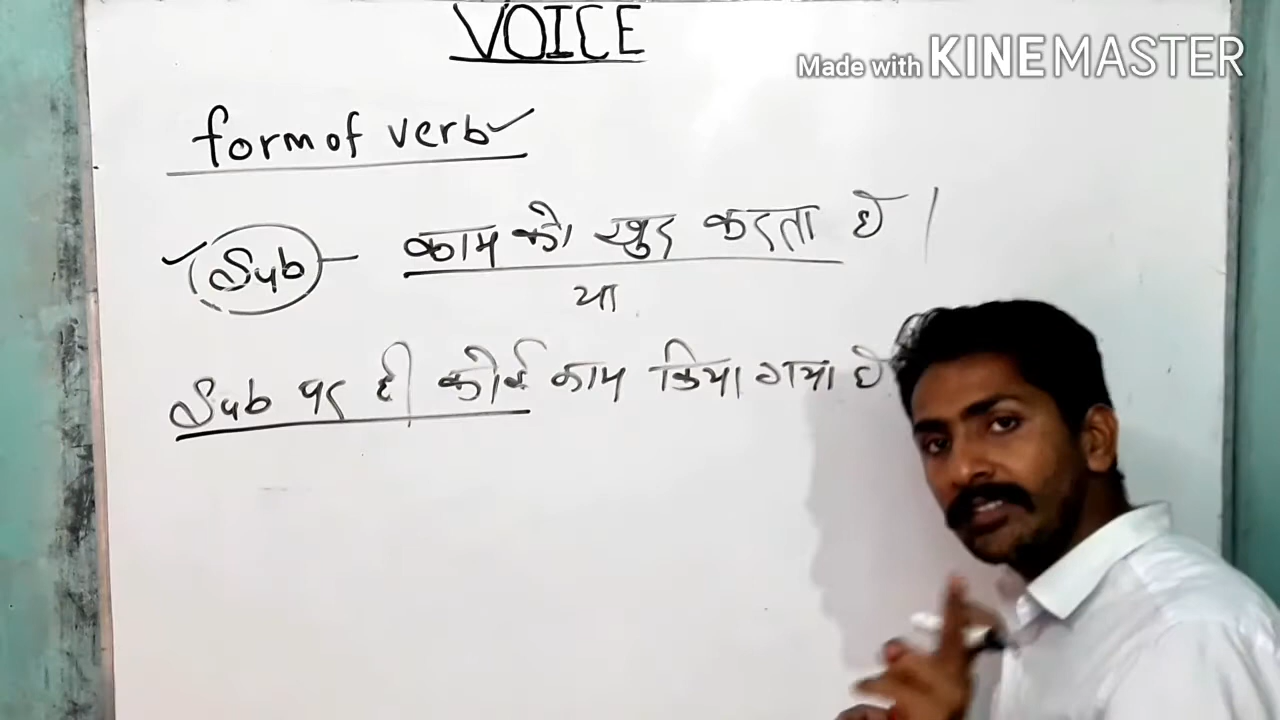 VOICE
Made with KINEMASTER
form of verb
Sub - काम को खुद करता है।
या
Sub पर ही कोई काम किया गया है